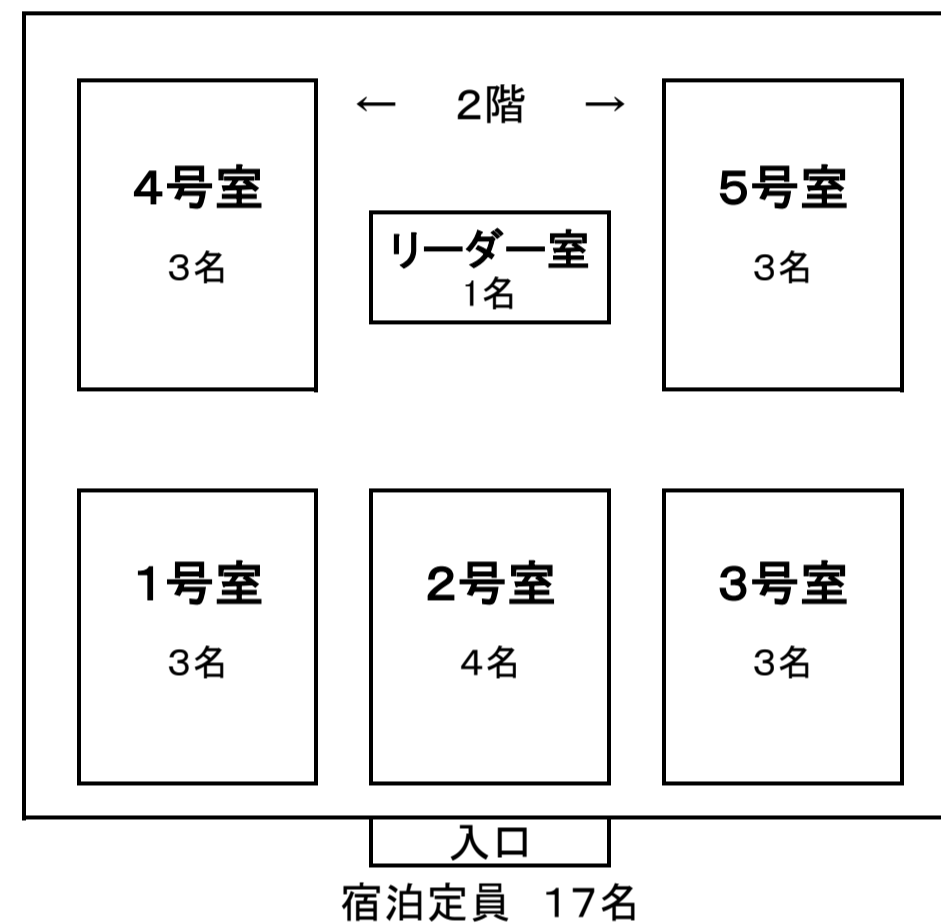 ← 2階 →
4号室
3名
リーダー室
1名
5号室
3名
1号室
3名
2号室
4名
3号室
3名
入口
宿泊定員 17名